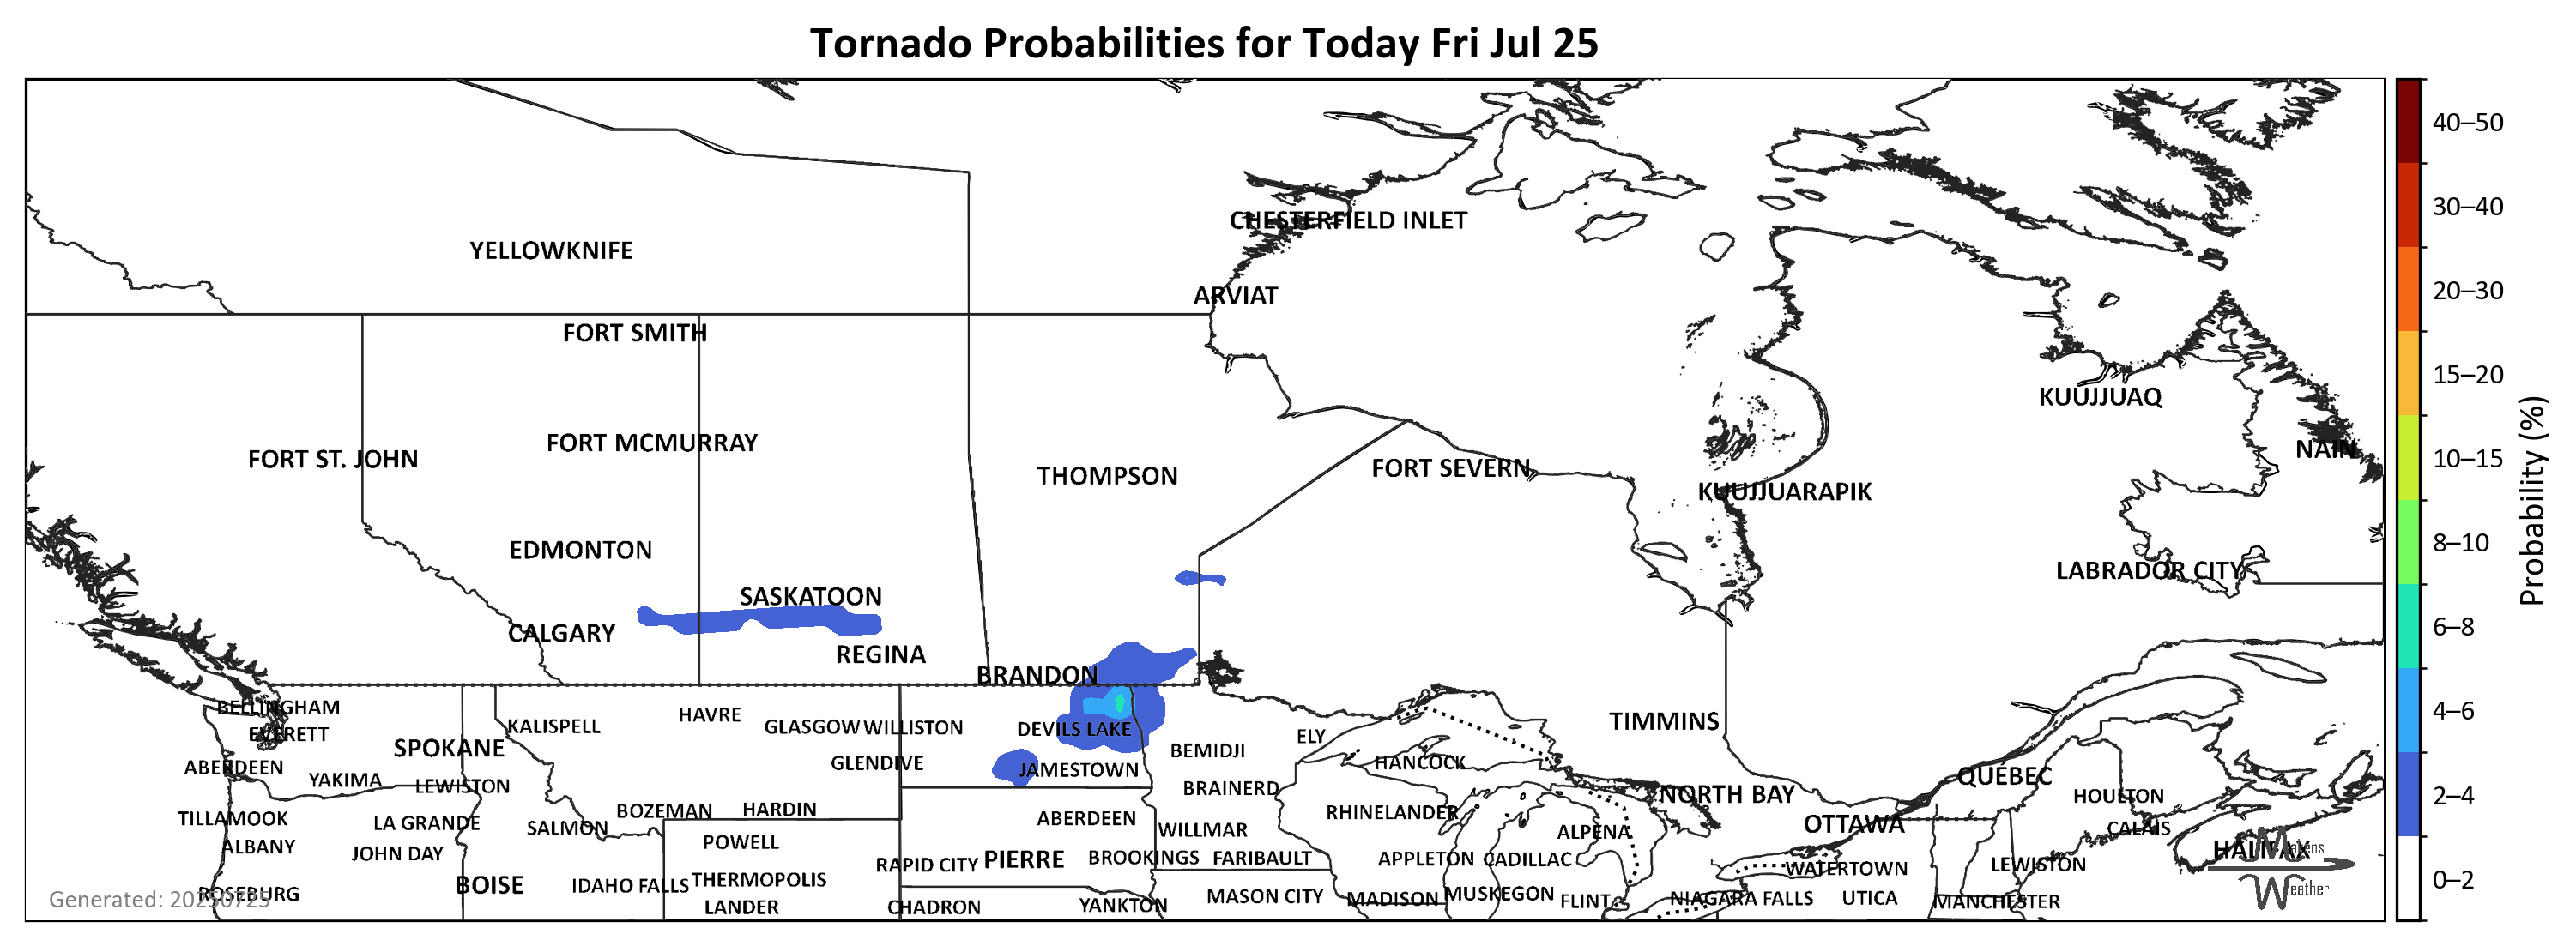 Tornado Probabilities for Today Fri Jul 25
CHESTERFIELD INLET
YELLOWKNIFE
ARVIAT
FORT SMITH
KUUJJUAQ
FORT MCMURRAY
NAIN
FORT ST. JOHN
FORT SEVERN
THOMPSON
KUUJJUARAPIK
EDMONTON
LABRADOR CITY
SASKATOON
CALGARY
REGINA
BRANDON
BELLINGHAM
HAVRE
TIMMINS
KALISPELL
GLASGOW
WILLISTON
DEVILS LAKE
EVERETT
ELY
SPOKANE
BEMIDJI
GLENDIVE
HANCOCK
ABERDEEN
JAMESTOWN
QUÉBEC
YAKIMA
LEWISTON
BRAINERD
NORTH BAY
HOULTON
BOZEMAN
HARDIN
RHINELANDER
TILLAMOOK
ABERDEEN
LA GRANDE
SALMON
WILLMAR
ALPENA
OTTAWA
CALAIS
POWELL
ALBANY
JOHN DAY
HALIFAX
RAPID CITY
PIERRE
BROOKINGS
FARIBAULT
APPLETON
CADILLAC
WATERTOWN
LEWISTON
BOISE
IDAHO FALLS
THERMOPOLIS
ROSEBURG
MASON CITY
MADISON
MUSKEGON
FLINT
NIAGARA FALLS
UTICA
MANCHESTER
LANDER
CHADRON
YANKTON
Generated: 20250725
Weather
40–50
30–40
20–30
15–20
10–15
8–10
6–8
4–6
2–4
0–2
Probability (%)